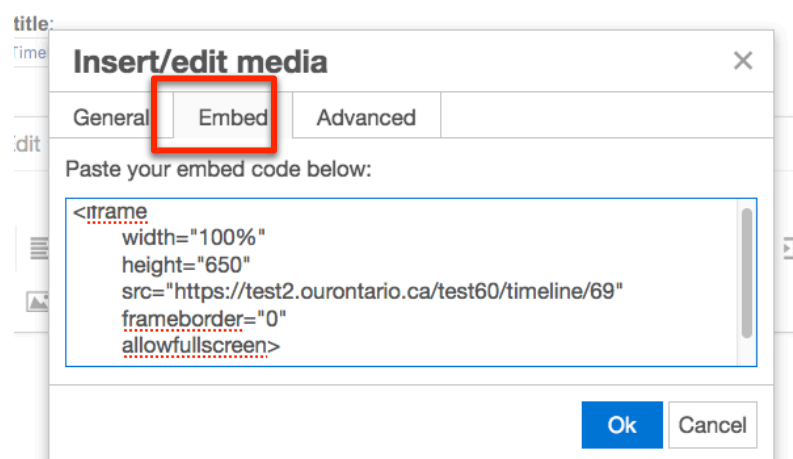 title:
Time
Insert/edit media
×
General Embed Advanced
dit
Paste your embed code below:
<iframe
width="100%"
height="650"
src="https://test2.ourontario.ca/test60/timeline/69"
frameborder="0"
allowfullscreen>
Ok Cancel